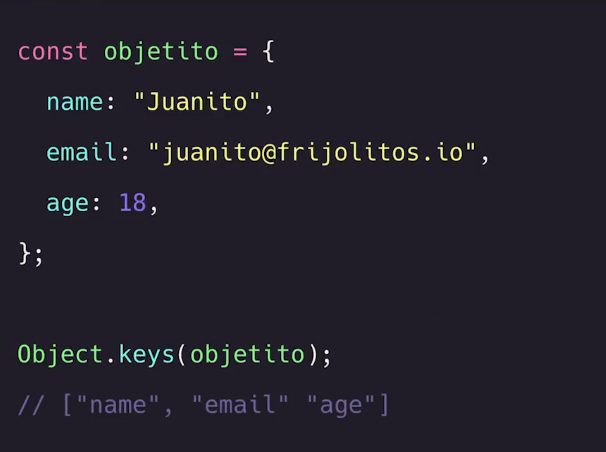 const objetito = {
  name: "Juanito",
  email: "juanito@frijolitos.io",
  age: 18,
};
Object.keys(objetito);
// ["name", "email" "age"]